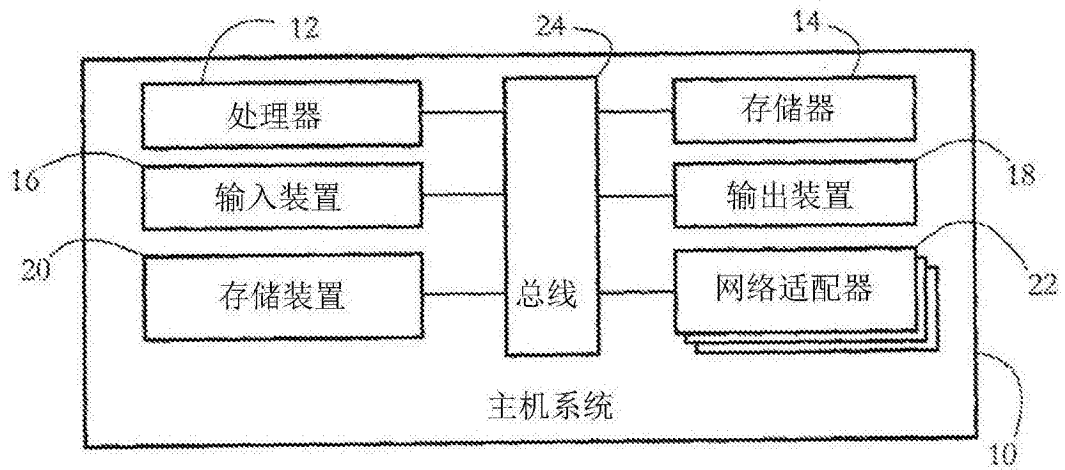 12
24
14
处理器
存储器
16
输入装置
输出装置
18
20
存储装置
总线
网络适配器
22
主机系统
10